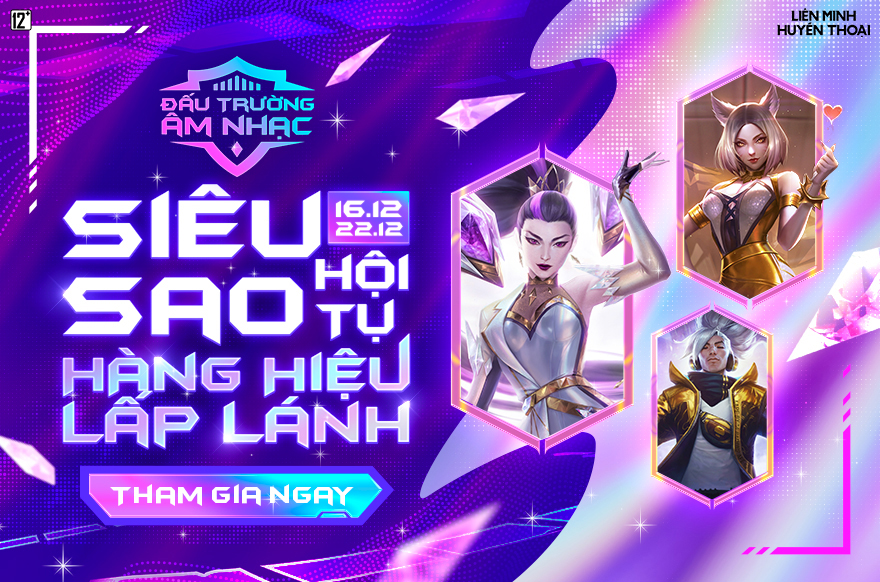 12+
LIÊN MINH
HUYỀN THOẠI
ĐẤU TRƯỜNG
ÂM NHẠC
SIÊU
16.12
22.12
SAO
HỘI
TỤ
HÀNG HIỆU
LẤP LÁNH
THAM GIA NGAY